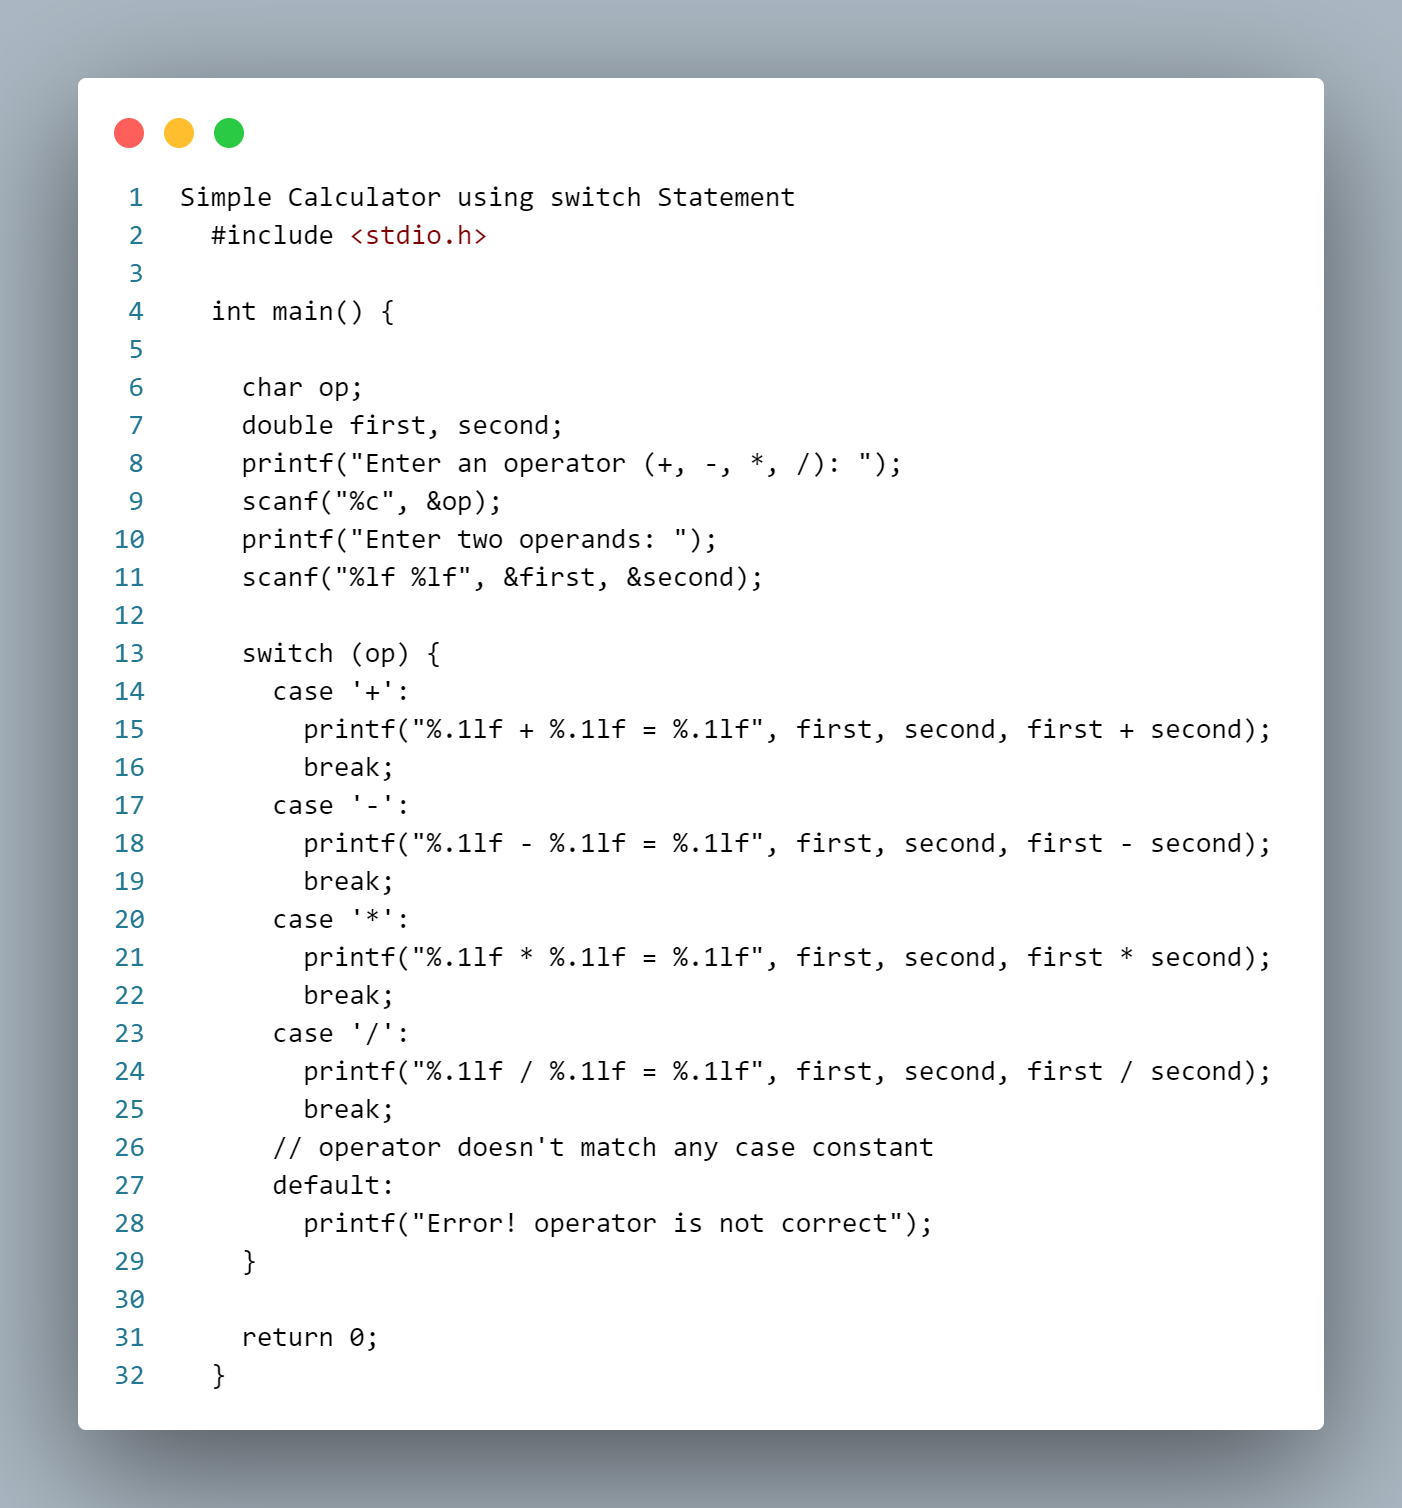 1 Simple Calculator using switch Statement
2   #include <stdio.h>
3
4   int main() {
5
6     char op;
7     double first, second;
8     printf("Enter an operator (+, -, *, /): ");
9     scanf("%c", &op);
10     printf("Enter two operands: ");
11     scanf("%lf %lf", &first, &second);
12
13     switch (op) {
14       case '+':
15         printf("%.1lf + %.1lf = %.1lf", first, second, first + second);
16         break;
17       case '-':
18         printf("%.1lf - %.1lf = %.1lf", first, second, first - second);
19         break;
20       case '*':
21         printf("%.1lf * %.1lf = %.1lf", first, second, first * second);
22         break;
23       case '/':
24         printf("%.1lf / %.1lf = %.1lf", first, second, first / second);
25         break;
26       // operator doesn't match any case constant
27       default:
28         printf("Error! operator is not correct");
29     }
30
31     return 0;
32   }